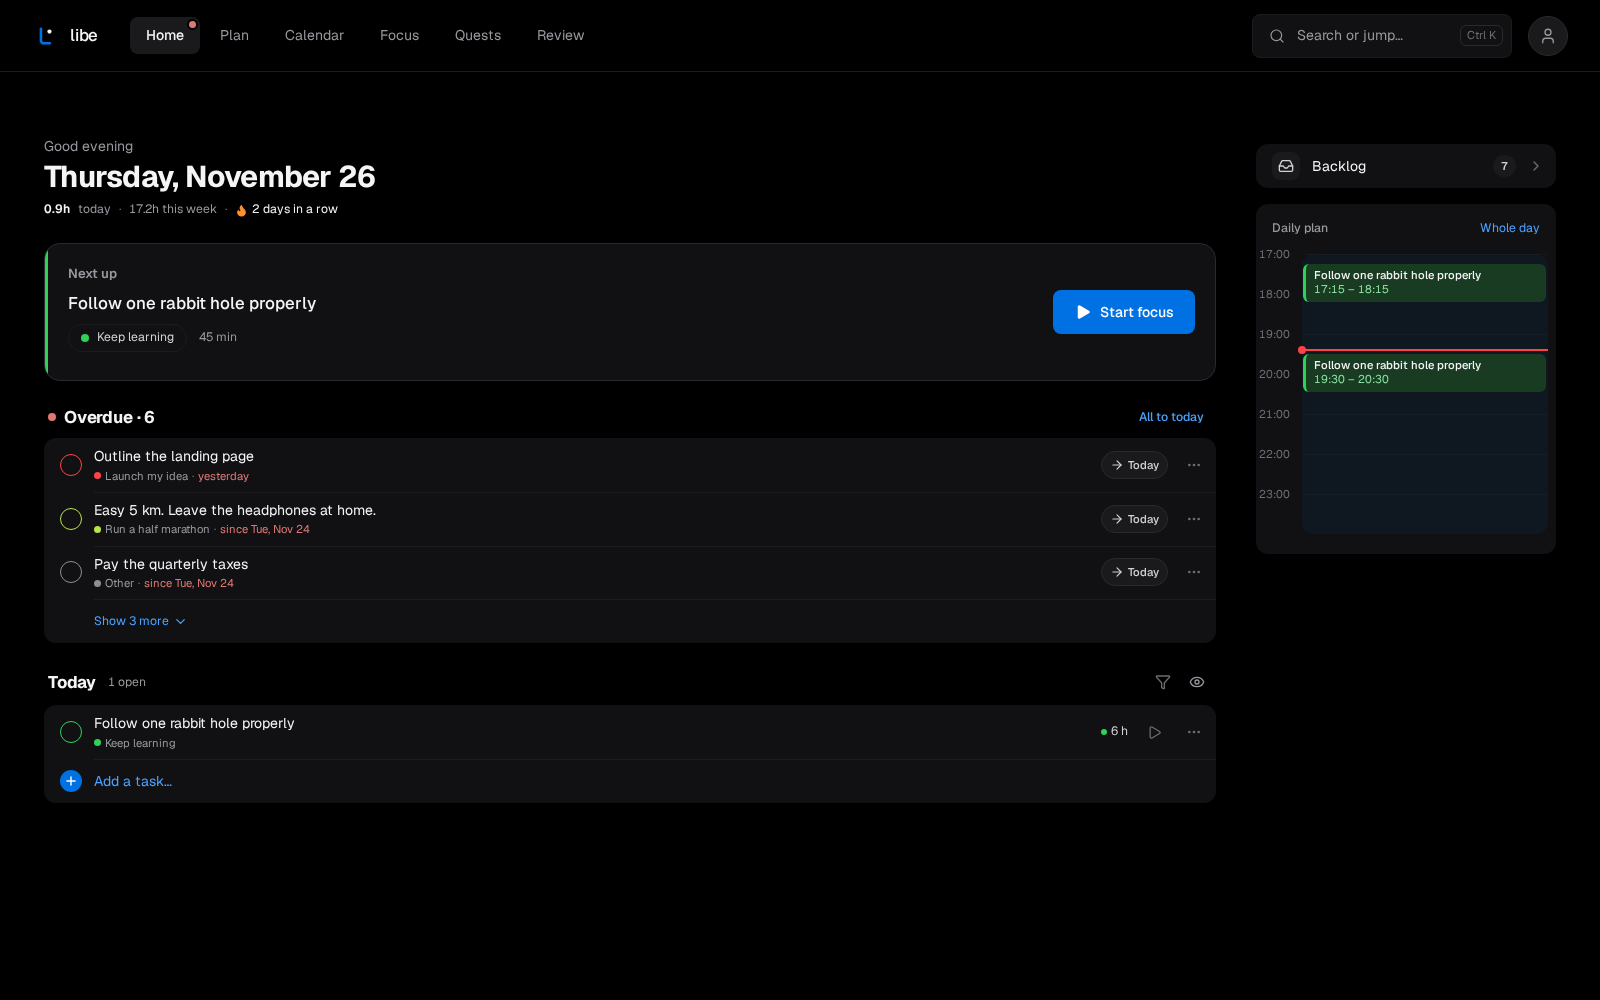 libe
Home
Plan
Calendar
Focus
Quests
Review
Search or jump...
Ctrl K
Good evening
Thursday, November 26
0.9h today · 17.2h this week · 2 days in a row
Next up
Follow one rabbit hole properly
Keep learning 45 min
Start focus
Overdue · 6
All to today
Outline the landing page
Launch my idea · yesterday
Today
Easy 5 km. Leave the headphones at home.
Run a half marathon · since Tue, Nov 24
Today
Pay the quarterly taxes
Other · since Tue, Nov 24
Today
Show 3 more
Today 1 open
Follow one rabbit hole properly
Keep learning
6 h
Add a task...
Backlog 7
Daily plan
Whole day
17:00
Follow one rabbit hole properly
17:15 – 18:15
18:00
19:00
Follow one rabbit hole properly
19:30 – 20:30
20:00
21:00
22:00
23:00